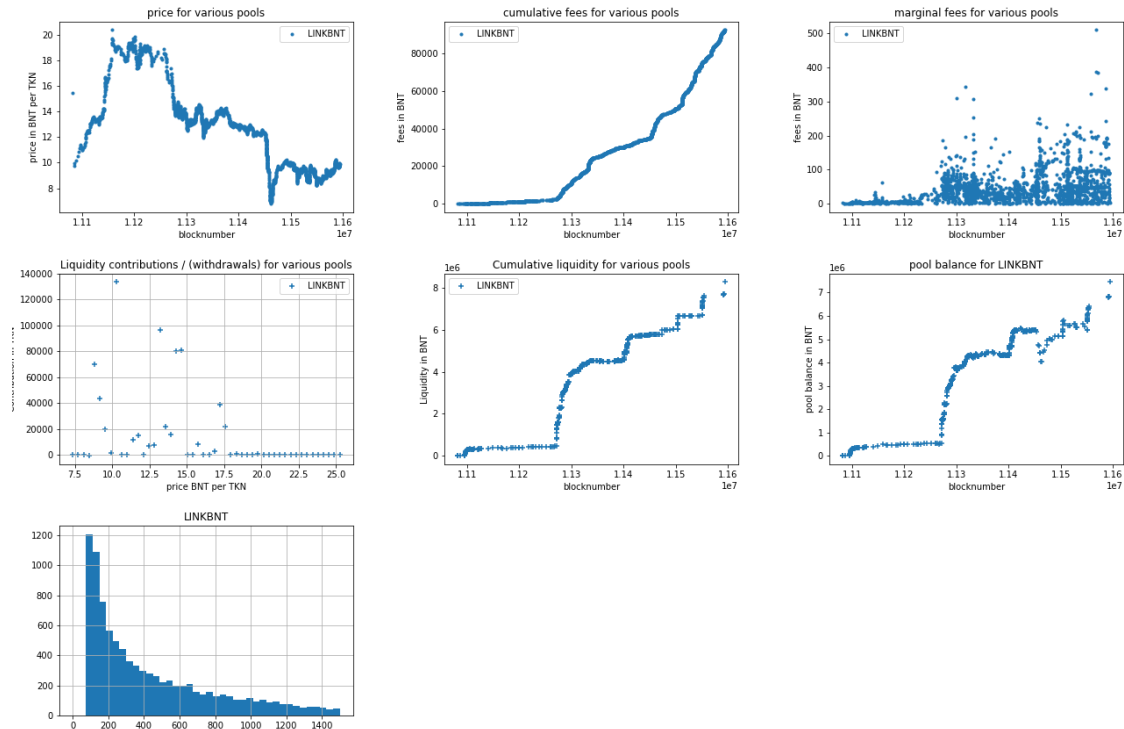 price for various pools
LINKBNT
20
18
16
14
12
10
8
price in BNT per TKN
1.11 1.12 1.13 1.14 1.15 1.16
1e7
blocknumber
cumulative fees for various pools
LINKBNT
80000
60000
40000
20000
0
fees in BNT
1.11 1.12 1.13 1.14 1.15 1.16
1e7
blocknumber
marginal fees for various pools
LINKBNT
500
400
300
200
100
0
fees in BNT
1.11 1.12 1.13 1.14 1.15 1.16
1e7
blocknumber
Liquidity contributions / (withdrawals) for various pools
LINKBNT
140000
120000
100000
80000
60000
40000
20000
0
7.5 10.0 12.5 15.0 17.5 20.0 22.5 25.0
price BNT per TKN
1e6
Cumulative liquidity for various pools
LINKBNT
8
6
4
2
0
Liquidity in BNT
1.11 1.12 1.13 1.14 1.15 1.16
1e7
blocknumber
1e6
pool balance for LINKBNT
7
6
5
4
3
2
1
0
pool balance in BNT
1.11 1.12 1.13 1.14 1.15 1.16
1e7
blocknumber
LINKBNT
1200
1000
800
600
400
200
0
0 200 400 600 800 1000 1200 1400